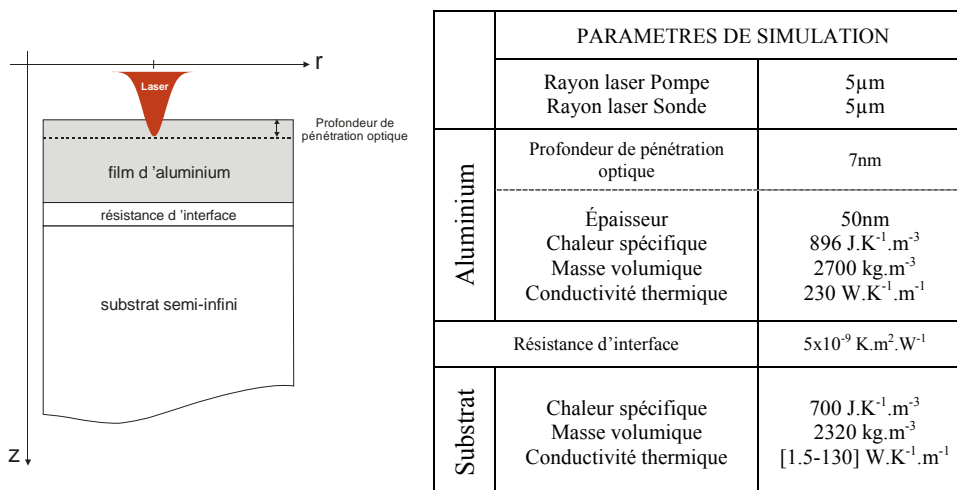 r
Laser
Profondeur de
pénétration optique
film d 'aluminium
résistance d 'interface
substrat semi-infini
z
PARAMETRES DE SIMULATION
Rayon laser Pompe 5µm
Rayon laser Sonde 5µm
Aluminium
Profondeur de pénétration
optique 7nm
Épaisseur 50nm
Chaleur spécifique 896 J.K⁻¹.m⁻³
Masse volumique 2700 kg.m⁻³
Conductivité thermique 230 W.K⁻¹.m⁻¹
Résistance d'interface 5x10⁻⁹ K.m².W⁻¹
Substrat
Chaleur spécifique 700 J.K⁻¹.m⁻³
Masse volumique 2320 kg.m⁻³
Conductivité thermique [1.5-130] W.K⁻¹.m⁻¹